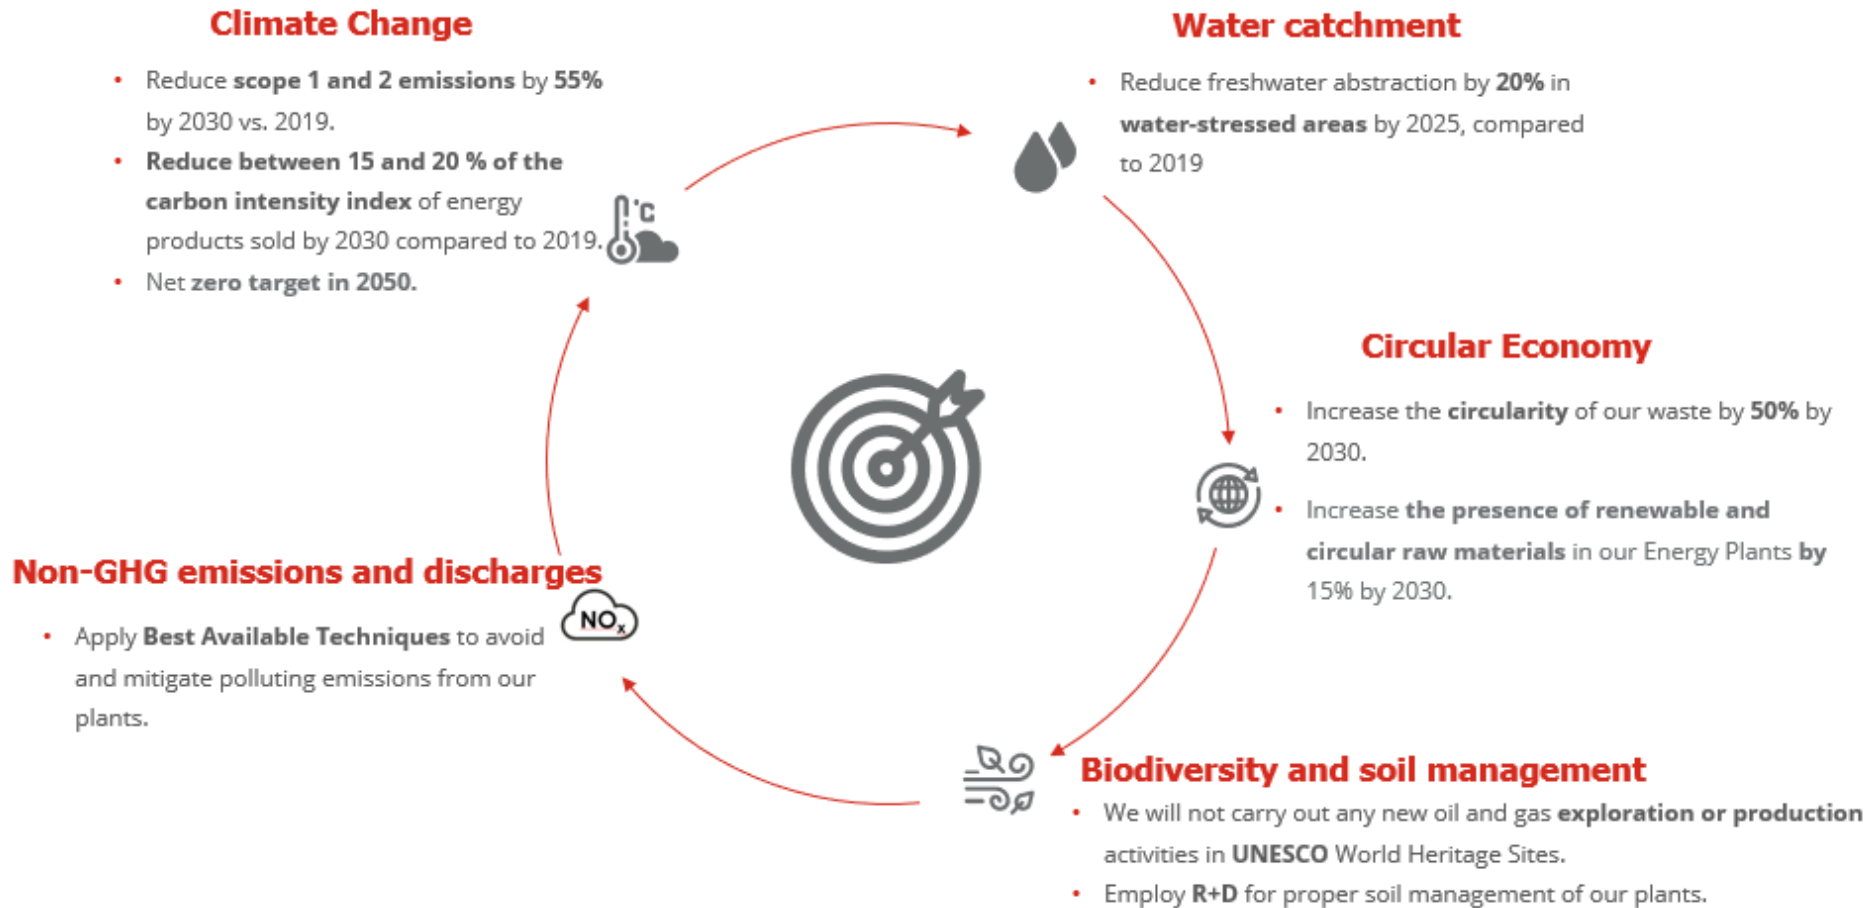 Climate Change
• Reduce scope 1 and 2 emissions by 55%
by 2030 vs. 2019.
• Reduce between 15 and 20 % of the
carbon intensity index of energy
products sold by 2030 compared to 2019.
• Net zero target in 2050.
°C
Water catchment
• Reduce freshwater abstraction by 20% in
water-stressed areas by 2025, compared
to 2019
Circular Economy
• Increase the circularity of our waste by 50% by
2030.
• Increase the presence of renewable and
circular raw materials in our Energy Plants by
15% by 2030.
Biodiversity and soil management
• We will not carry out any new oil and gas exploration or production
activities in UNESCO World Heritage Sites.
• Employ R+D for proper soil management of our plants.
Non-GHG emissions and discharges
NOx
• Apply Best Available Techniques to avoid
and mitigate polluting emissions from our
plants.